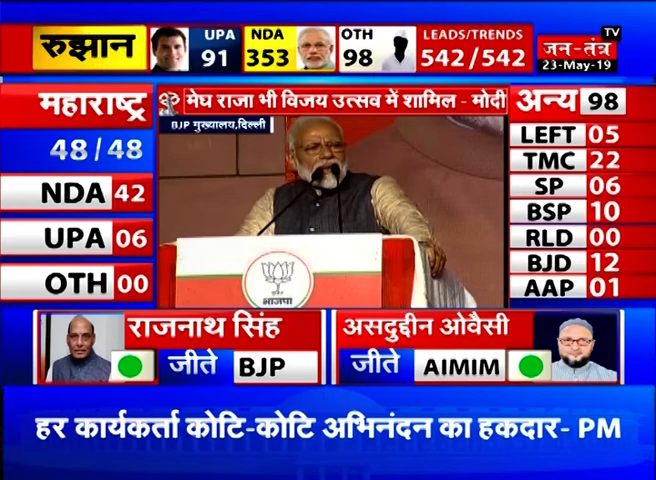 रुझान
UPA
91
NDA
353
OTH
98
LEADS/TRENDS
542/542
TV
जन-तंत्र
23-May-19
महाराष्ट्र
48/48
NDA 42
UPA 06
OTH 00
मेघ राजा भी विजय उत्सव में शामिल - मोदी
BJP मुख्यालय,दिल्ली
भाजपा
अन्य 98
LEFT 05
TMC 22
SP 06
BSP 10
RLD 00
BJD 12
AAP 01
राजनाथ सिंह
जीते BJP
असदुद्दीन ओवैसी
जीते AIMIM
हर कार्यकर्ता कोटि-कोटि अभिनंदन का हकदार- PM